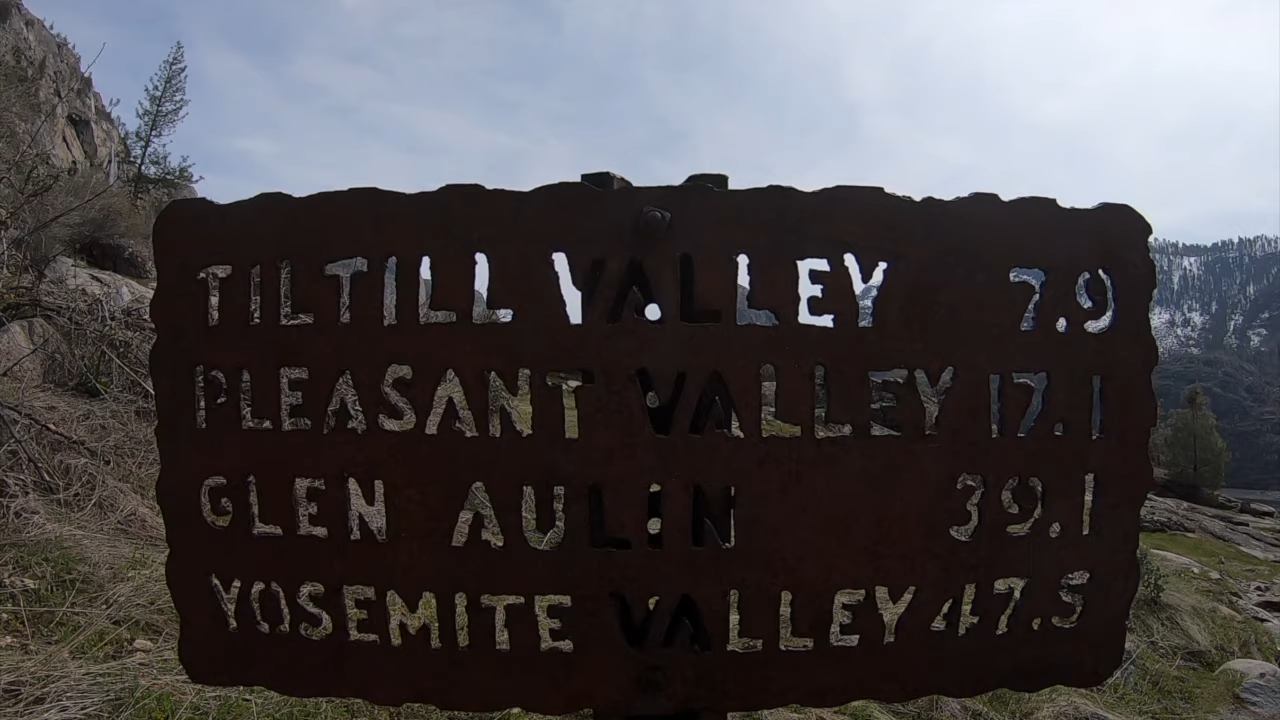 TILTILL VALLEY 7.9
PLEASANT VALLEY 17.1
GLEN AULIN 39.1
YOSEMITE VALLEY 47.5